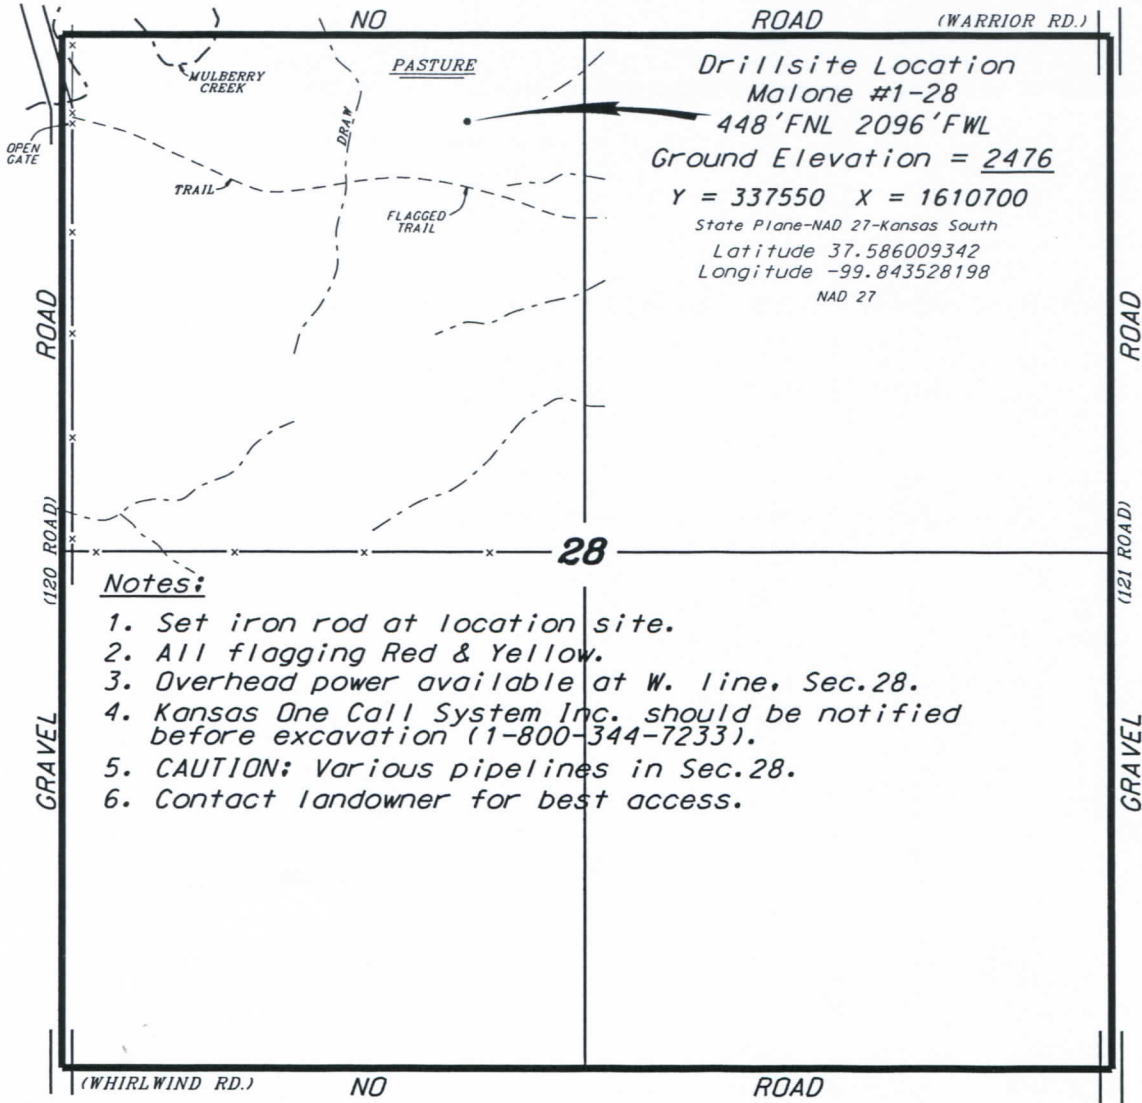 NO ROAD (WARRIOR RD.)
MULBERRY
CREEK
PASTURE
DRAW
OPEN
GATE
TRAIL
FLAGGED
TRAIL
Drillsite Location
Malone #1-28
448'FNL 2096'FWL
Ground Elevation = 2476
Y = 337550 X = 1610700
State Plane-NAD 27-Kansas South
Latitude 37.586009342
Longitude -99.843528198
NAD 27
ROAD
(120 ROAD)
GRAVEL
ROAD
(121 ROAD)
GRAVEL
28
Notes:
1. Set iron rod at location site.
2. All flagging Red & Yellow.
3. Overhead power available at W. line, Sec.28.
4. Kansas One Call System Inc. should be notified
before excavation (1-800-344-7233).
5. CAUTION: Various pipelines in Sec.28.
6. Contact landowner for best access.
(WHIRLWIND RD.) NO ROAD